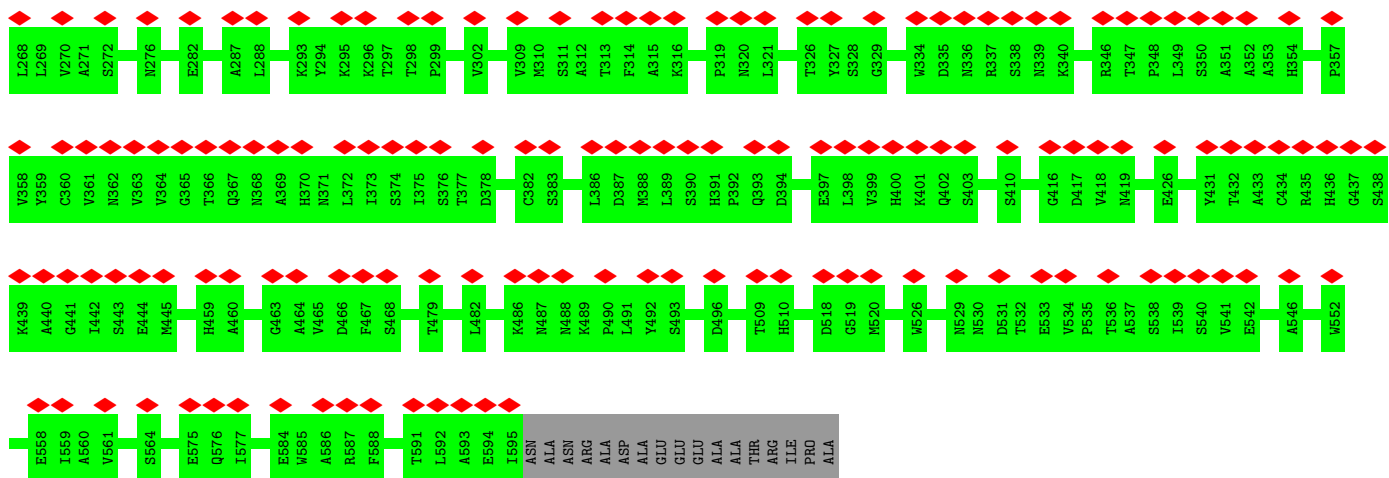 L268 L269 V270 A271 S272 N276 E282 A287 L288 K293 Y294 K295 K296 T297 T298 P299 V302 V309 M310 S311 A312 T313 F314 A315 K316 P319 N320 L321 T326 Y327 S328 G329 W334 D335 N336 R337 S338 N339 K340 R346 T347 P348 L349 S350 A351 A352 A353 H354 P357
V358 Y359 C360 V361 N362 V363 V364 G365 T366 Q367 N368 A369 H370 N371 L372 I373 S374 I375 S376 T377 D378 C382 S383 L386 D387 M388 L389 S390 H391 P392 Q393 D394 E397 L398 V399 H400 K401 Q402 S403 S410 G416 D417 V418 N419 E426 Y431 T432 A433 C434 R435 H436 G437 S438
K439 A440 G441 I442 S443 E444 M445 H459 A460 G463 A464 V465 D466 F467 S468 T479 L482 K486 N487 N488 K489 P490 L491 Y492 S493 D496 T509 H510 D518 G519 M520 W526 N529 N530 D531 T532 E533 V534 P535 T536 A537 S538 I539 S540 V541 E542 A546 W552
E558 I559 A560 V561 S564 E575 Q576 I577 E584 W585 A586 R587 F588 T591 L592 A593 E594 I595 ASN ALA ASN ARG ALA ASP ALA GLU GLU GLU ALA ALA THR ARG ILE PRO ALA